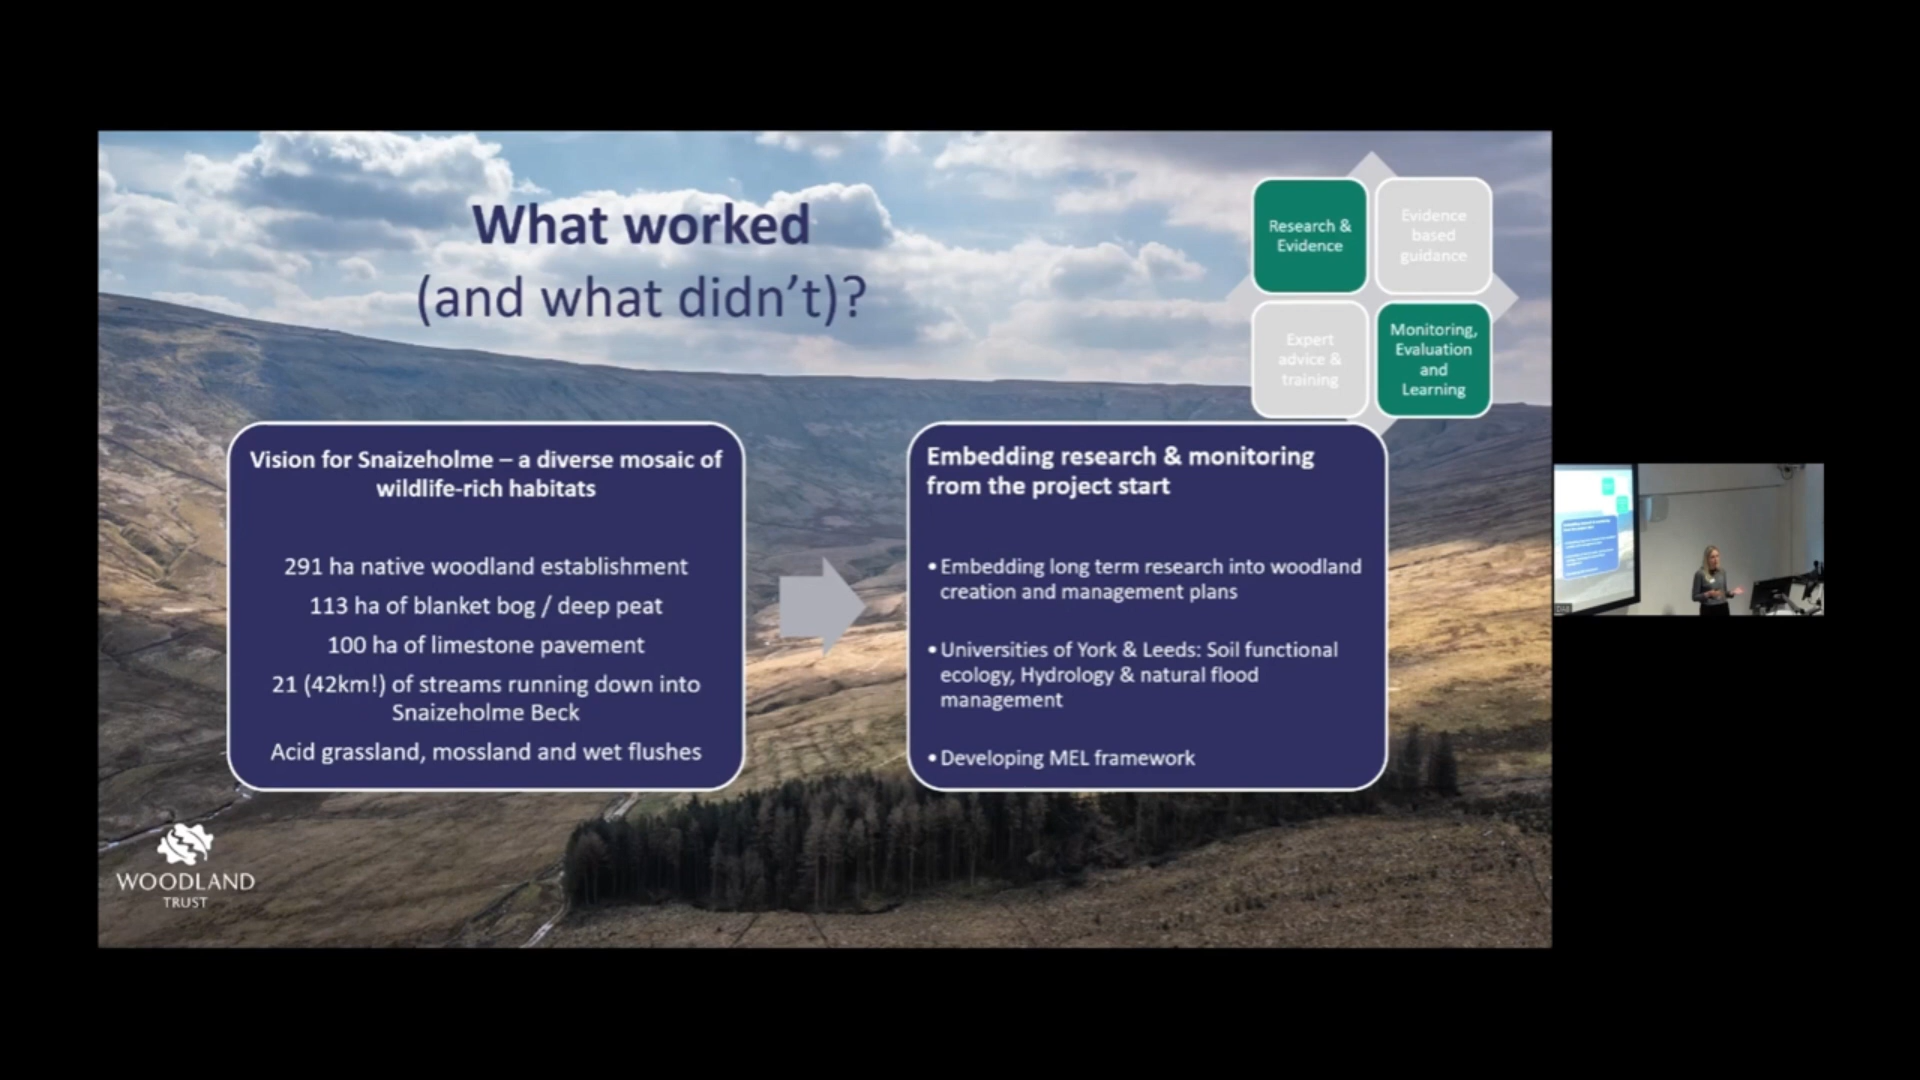 What worked
(and what didn't)?
Research &
Evidence
Evidence
based
guidance
Expert
advice &
training
Monitoring,
Evaluation
and
Learning
Vision for Snaizeholme – a diverse mosaic of
wildlife-rich habitats
291 ha native woodland establishment
113 ha of blanket bog / deep peat
100 ha of limestone pavement
21 (42km!) of streams running down into
Snaizeholme Beck
Acid grassland, mossland and wet flushes
Embedding research & monitoring
from the project start
• Embedding long term research into woodland
creation and management plans
• Universities of York & Leeds: Soil functional
ecology, Hydrology & natural flood
management
• Developing MEL framework
WOODLAND
TRUST